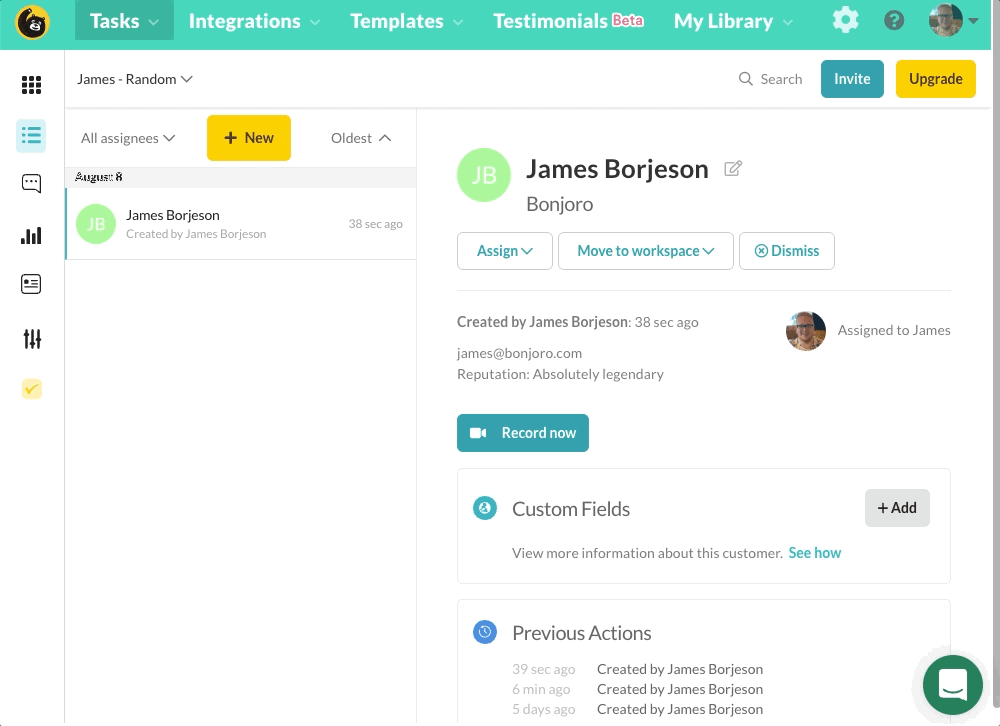 Tasks Integrations Templates Testimonials Beta My Library
James - Random Search Invite Upgrade
All assignees + New Oldest
August 8
JB James Borjeson 38 sec ago
Created by James Borjeson
JB James Borjeson
Bonjoro
Assign Move to workspace Dismiss
Created by James Borjeson: 38 sec ago Assigned to James
james@bonjoro.com
Reputation: Absolutely legendary
Record now
Custom Fields + Add
View more information about this customer. See how
Previous Actions
39 sec ago Created by James Borjeson
6 min ago Created by James Borjeson
5 days ago Created by James Borjeson